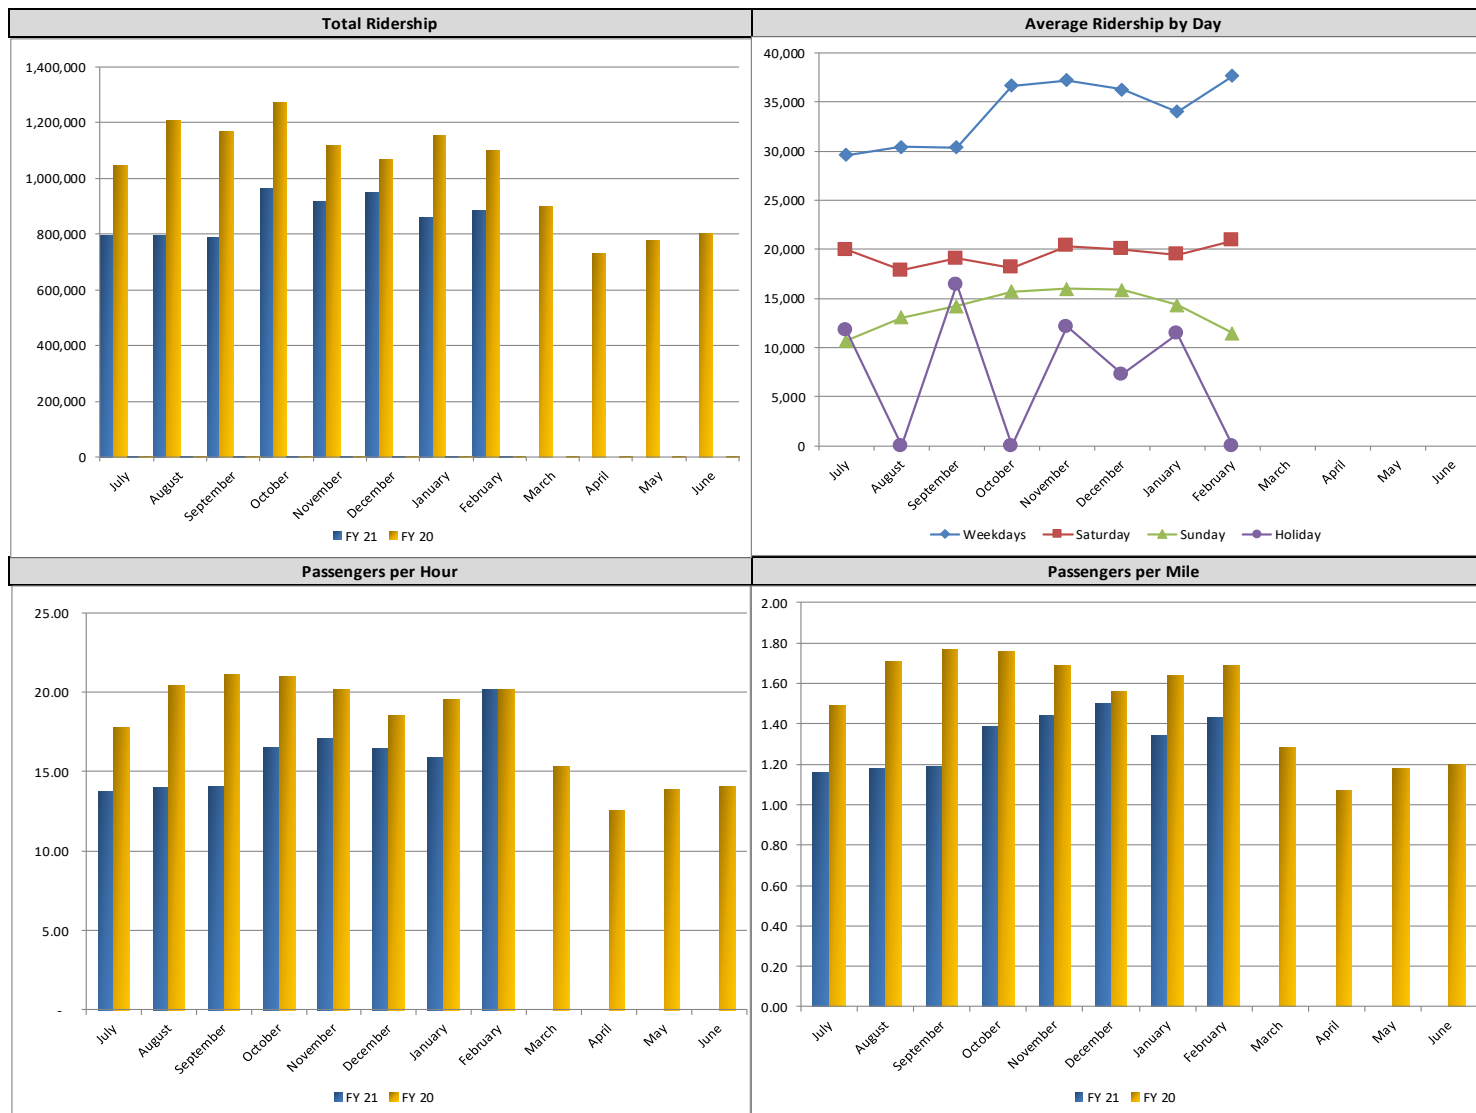 Total Ridership
1,400,000
1,200,000
1,000,000
800,000
600,000
400,000
200,000
0
July August September October November December January February March April May June
FY 21 FY 20
Average Ridership by Day
40,000
35,000
30,000
25,000
20,000
15,000
10,000
5,000
0
July August September October November December January February March April May June
Weekdays Saturday Sunday Holiday
Passengers per Hour
25.00
20.00
15.00
10.00
5.00
-
July August September October November December January February March April May June
FY 21 FY 20
Passengers per Mile
2.00
1.80
1.60
1.40
1.20
1.00
0.80
0.60
0.40
0.20
0.00
July August September October November December January February March April May June
FY 21 FY 20